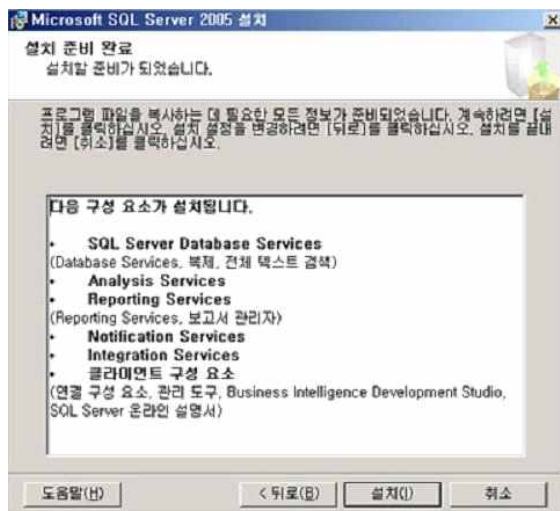 Microsoft SQL Server 2005 설치
설치 준비 완료
설치할 준비가 되었습니다.
프로그램 파일을 복사하는 데 필요한 모든 정보가 준비되었습니다. 계속하려면 [설
치]를 클릭하십시오. 설치 설정을 변경하려면 [뒤로]를 클릭하십시오. 설치를 끝내
려면 [취소]를 클릭하십시오.
다음 구성 요소가 설치됩니다.
• SQL Server Database Services
(Database Services, 복제, 전체 텍스트 검색)
• Analysis Services
• Reporting Services
(Reporting Services, 보고서 관리자)
• Notification Services
• Integration Services
• 클라이언트 구성 요소
(연결 구성 요소, 관리 도구, Business Intelligence Development Studio,
SQL Server 온라인 설명서)
도움말(H) < 뒤로(B) 설치(I) 취소